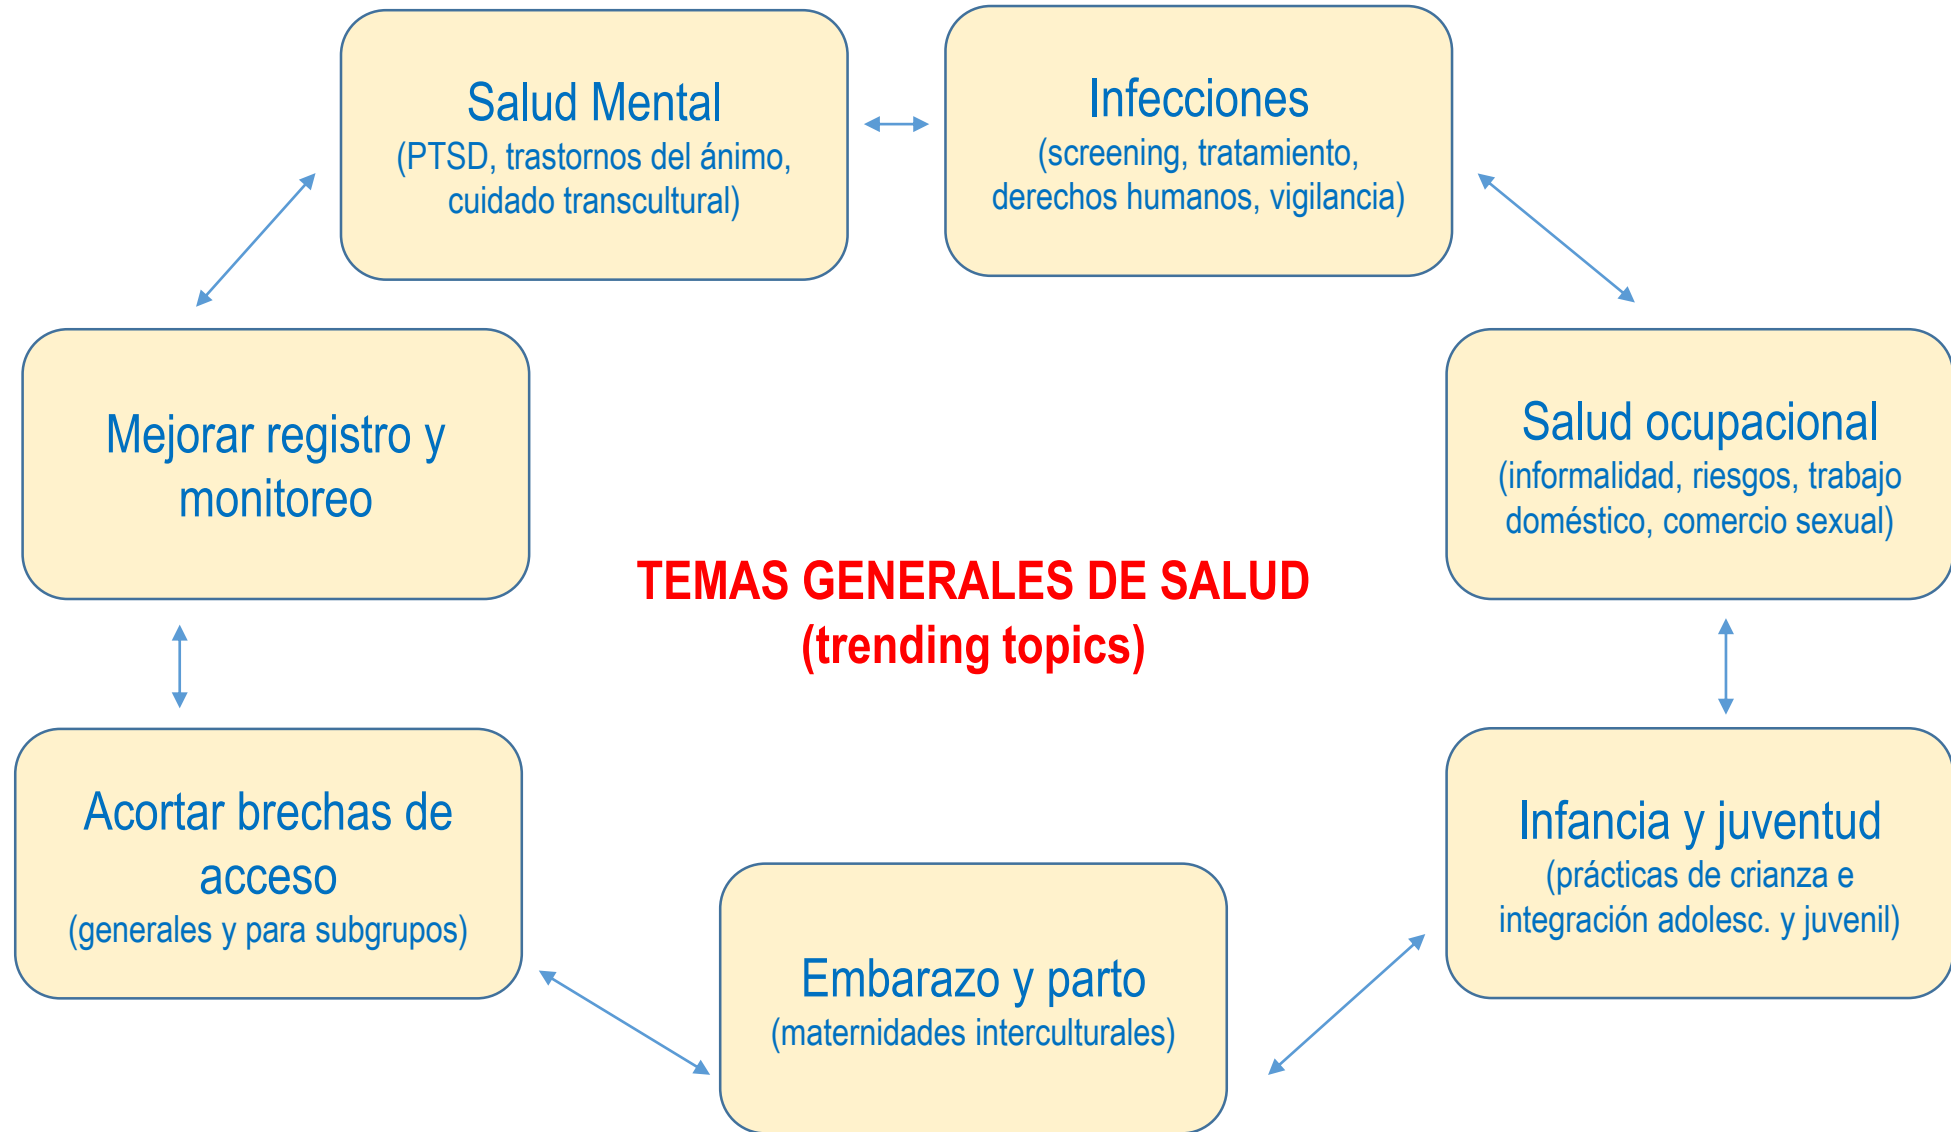 Salud Mental
(PTSD, trastornos del ánimo,
cuidado transcultural)
Infecciones
(screening, tratamiento,
derechos humanos, vigilancia)
Mejorar registro y
monitoreo
Salud ocupacional
(informalidad, riesgos, trabajo
doméstico, comercio sexual)
TEMAS GENERALES DE SALUD
(trending topics)
Acortar brechas de
acceso
(generales y para subgrupos)
Infancia y juventud
(prácticas de crianza e
integración adolesc. y juvenil)
Embarazo y parto
(maternidades interculturales)